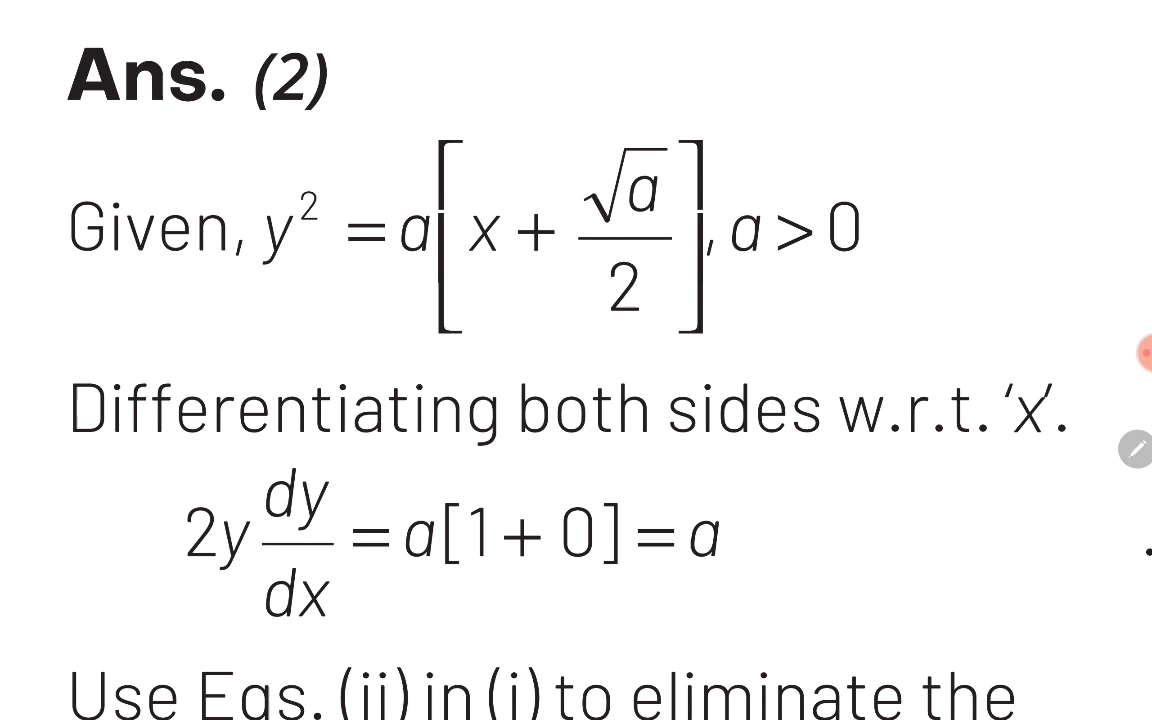 Ans. (2)
Given, y² = a[x + √a/2], a > 0
Differentiating both sides w.r.t. ‘x’.
2y dy/dx = a[1 + 0] = a
Use Eqs. (ii) in (i) to eliminate the